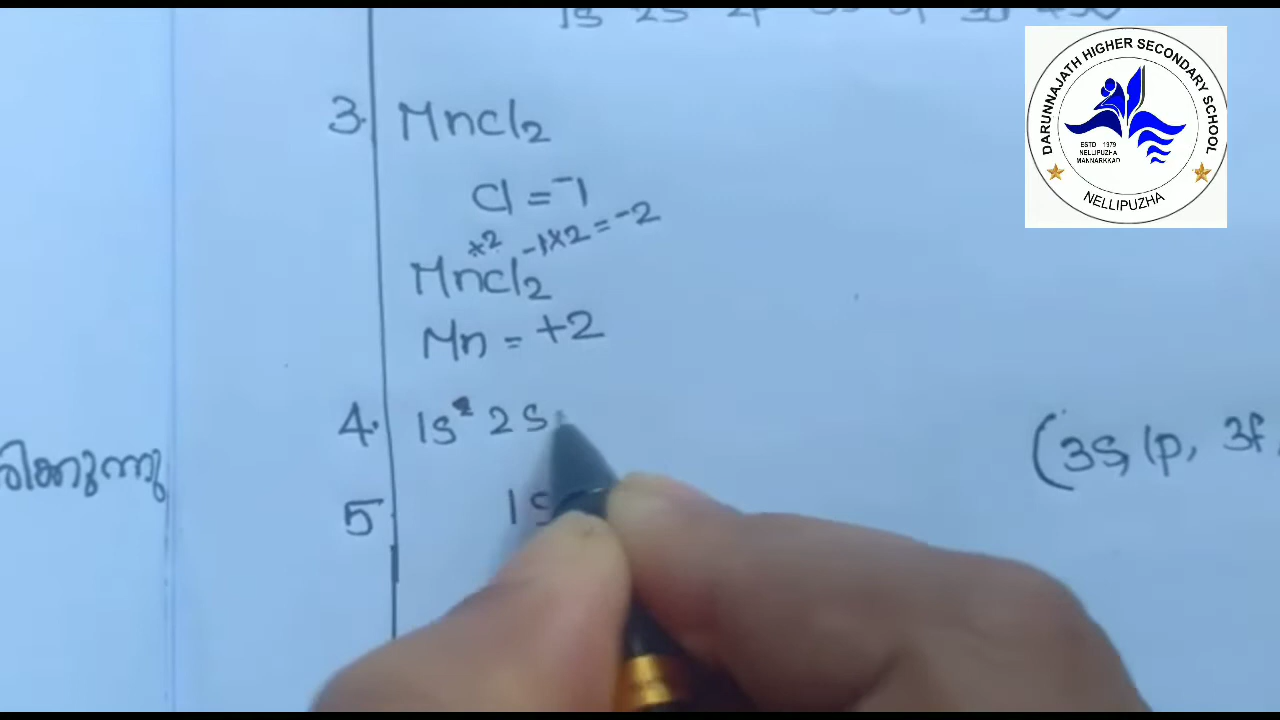 3. MnCl2
Cl = -1
+2 -1×2=-2
MnCl2
Mn = +2
4. 1s² 2s (3s, 1p, 3f,
5. 1s
DARUNNAJATH HIGHER SECONDARY SCHOOL
ESTD 1979
NELLIPUZHA
MANNARKKAD
NELLIPUZHA